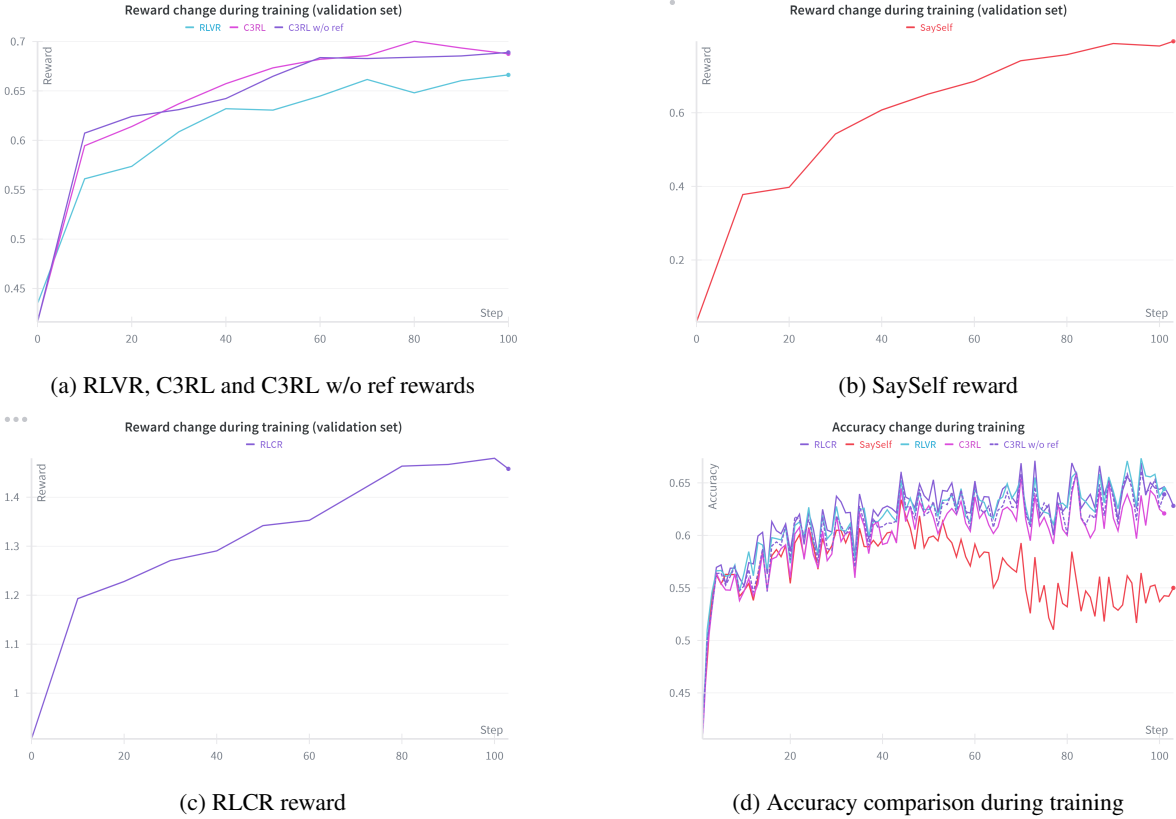 Reward change during training (validation set)
RLVR C3RL C3RL w/o ref
Reward
0.7
0.65
0.6
0.55
0.5
0.45
Step
0 20 40 60 80 100
(a) RLVR, C3RL and C3RL w/o ref rewards
Reward change during training (validation set)
SaySelf
Reward
0.6
0.4
0.2
Step
0 20 40 60 80 100
(b) SaySelf reward
Reward change during training (validation set)
RLCR
Reward
1.4
1.3
1.2
1.1
1
Step
0 20 40 60 80 100
(c) RLCR reward
Accuracy change during training
RLCR SaySelf RLVR C3RL C3RL w/o ref
Accuracy
0.65
0.6
0.55
0.5
0.45
Step
20 40 60 80 100
(d) Accuracy comparison during training